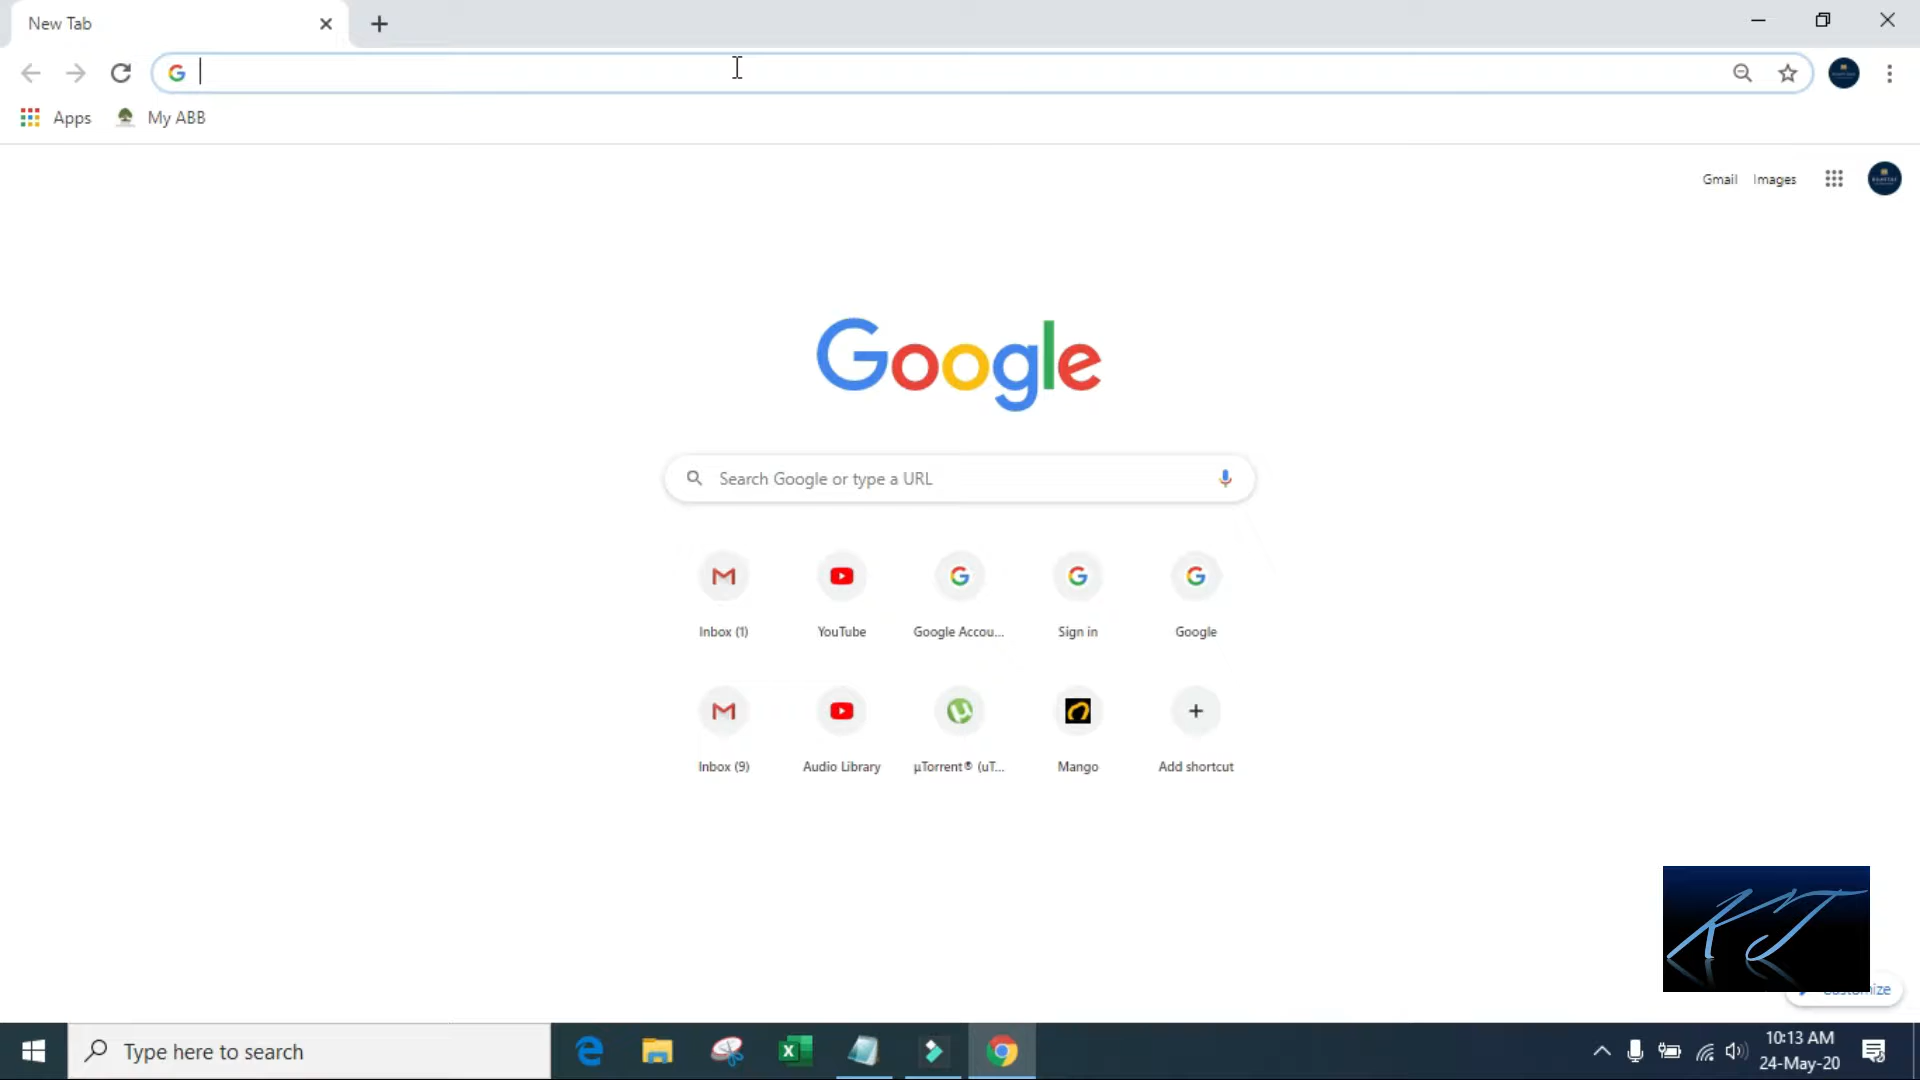 New Tab
Apps
My ABB
Gmail
Images
Google
Search Google or type a URL
Inbox (1)
YouTube
Google Accou...
Sign in
Google
Inbox (9)
Audio Library
µTorrent® (uT...
Mango
Add shortcut
KJ
Type here to search
10:13 AM
24-May-20